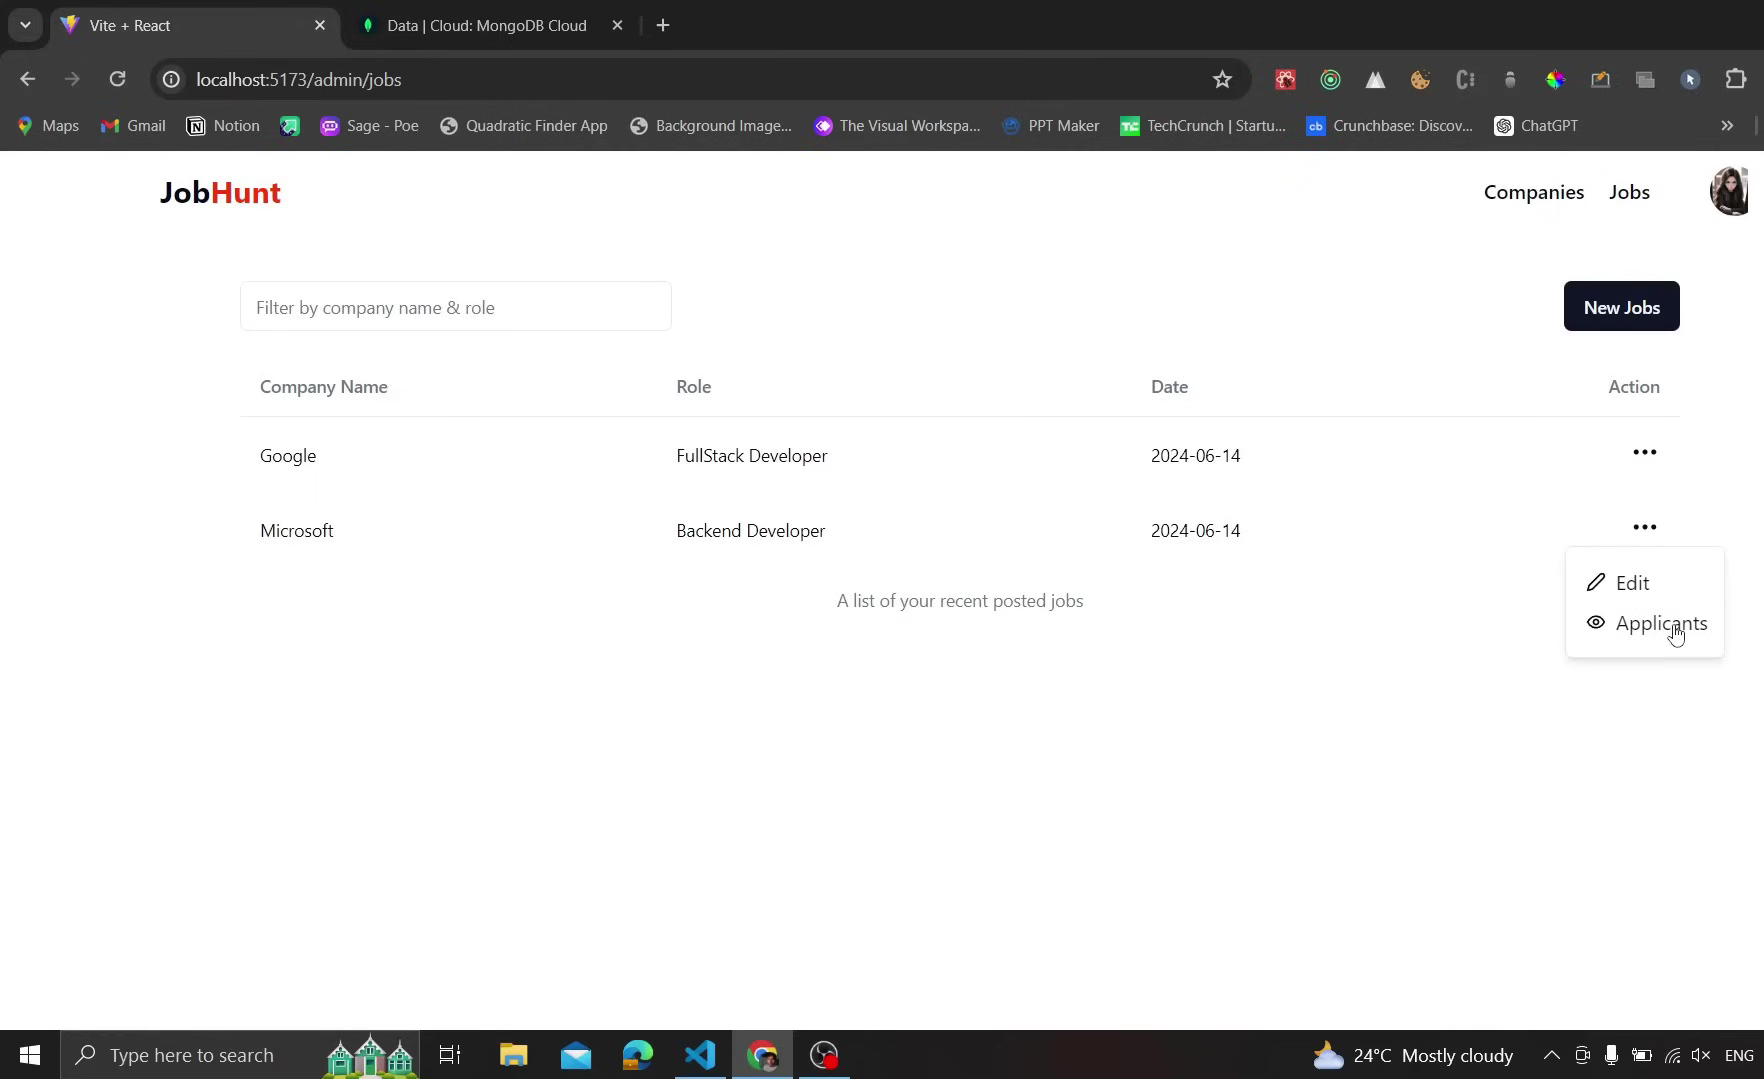 Vite + React
Data | Cloud: MongoDB Cloud
localhost:5173/admin/jobs
Maps
Gmail
Notion
Sage - Poe
Quadratic Finder App
Background Image...
The Visual Workspa...
PPT Maker
TechCrunch | Startu...
Crunchbase: Discov...
ChatGPT
JobHunt
Companies
Jobs
Filter by company name & role
New Jobs
Company Name Role Date Action
Google FullStack Developer 2024-06-14
Microsoft Backend Developer 2024-06-14
Edit
A list of your recent posted jobs
Applicants
Type here to search
24°C Mostly cloudy
ENG